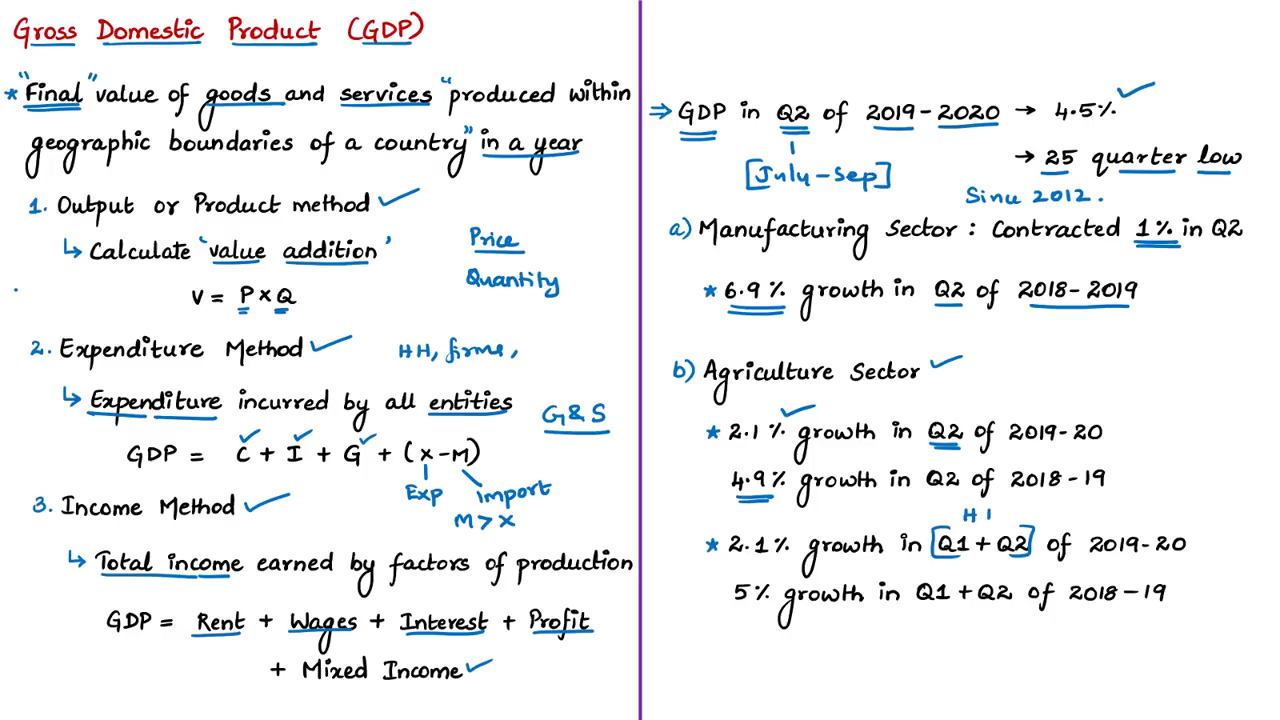 Gross Domestic Product (GDP)
* "Final" value of goods and services "produced within
geographic boundaries of a country" in a year
1. Output or Product method ✓
↳ Calculate 'value addition'
Price
Quantity
V = P × Q
2. Expenditure Method ✓
HH, firms,
↳ Expenditure incurred by all entities
G & S
GDP = C + I + G + (X - M)
Exp
Import
M > X
3. Income Method ✓
↳ Total income earned by factors of production
GDP = Rent + Wages + Interest + Profit
+ Mixed Income ✓
⇒ GDP in Q2 of 2019-2020 → 4.5% ✓
[July-Sep]
→ 25 quarter low
Since 2012.
a) Manufacturing Sector : Contracted 1% in Q2
* 6.9% growth in Q2 of 2018-2019
b) Agriculture Sector ✓
* 2.1% growth in Q2 of 2019-20
4.9% growth in Q2 of 2018-19
H1
* 2.1% growth in [Q1 + Q2] of 2019-20
5% growth in Q1 + Q2 of 2018-19